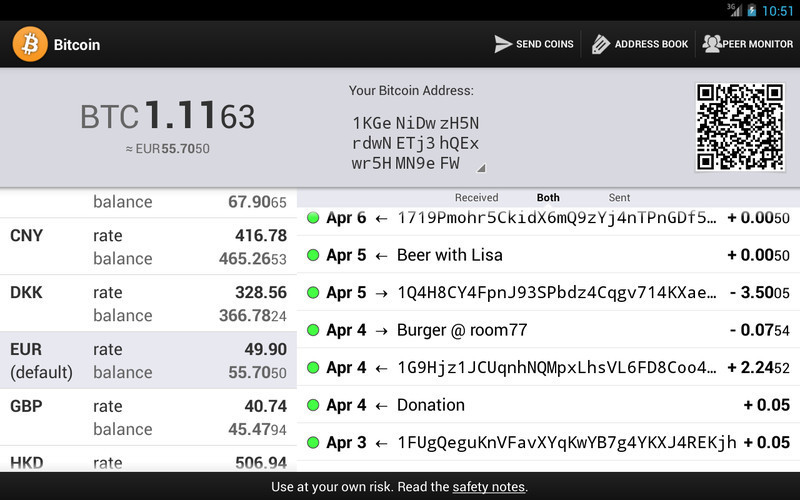 3G 10:51
Bitcoin SEND COINS ADDRESS BOOK PEER MONITOR
BTC 1.1163
≈ EUR 55.7050
Your Bitcoin Address:
1KGe NiDw zH5N
rdwN ETj3 hQEx
wr5H MN9e FW
balance 67.9065
CNY rate 416.78
balance 465.2653
DKK rate 328.56
balance 366.7824
EUR rate 49.90
(default) balance 55.7050
GBP rate 40.74
balance 45.4794
HKD rate 506.94
Received Both Sent
Apr 6 ← 1719Pmohr5CkidX6mQ9zYj4nTPnGDf5… + 0.0050
Apr 5 ← Beer with Lisa + 0.0050
Apr 5 → 1Q4H8CY4FpnJ93SPbdz4Cqgv714KXae… - 3.5005
Apr 4 → Burger @ room77 - 0.0754
Apr 4 ← 1G9Hjz1JCUqnhNQMpxLhsVL6FD8Coo4… + 2.2452
Apr 4 ← Donation + 0.05
Apr 3 ← 1FUgQeguKnVFavXYqKwYB7g4YKXJ4REKjh + 0.05
Use at your own risk. Read the safety notes.